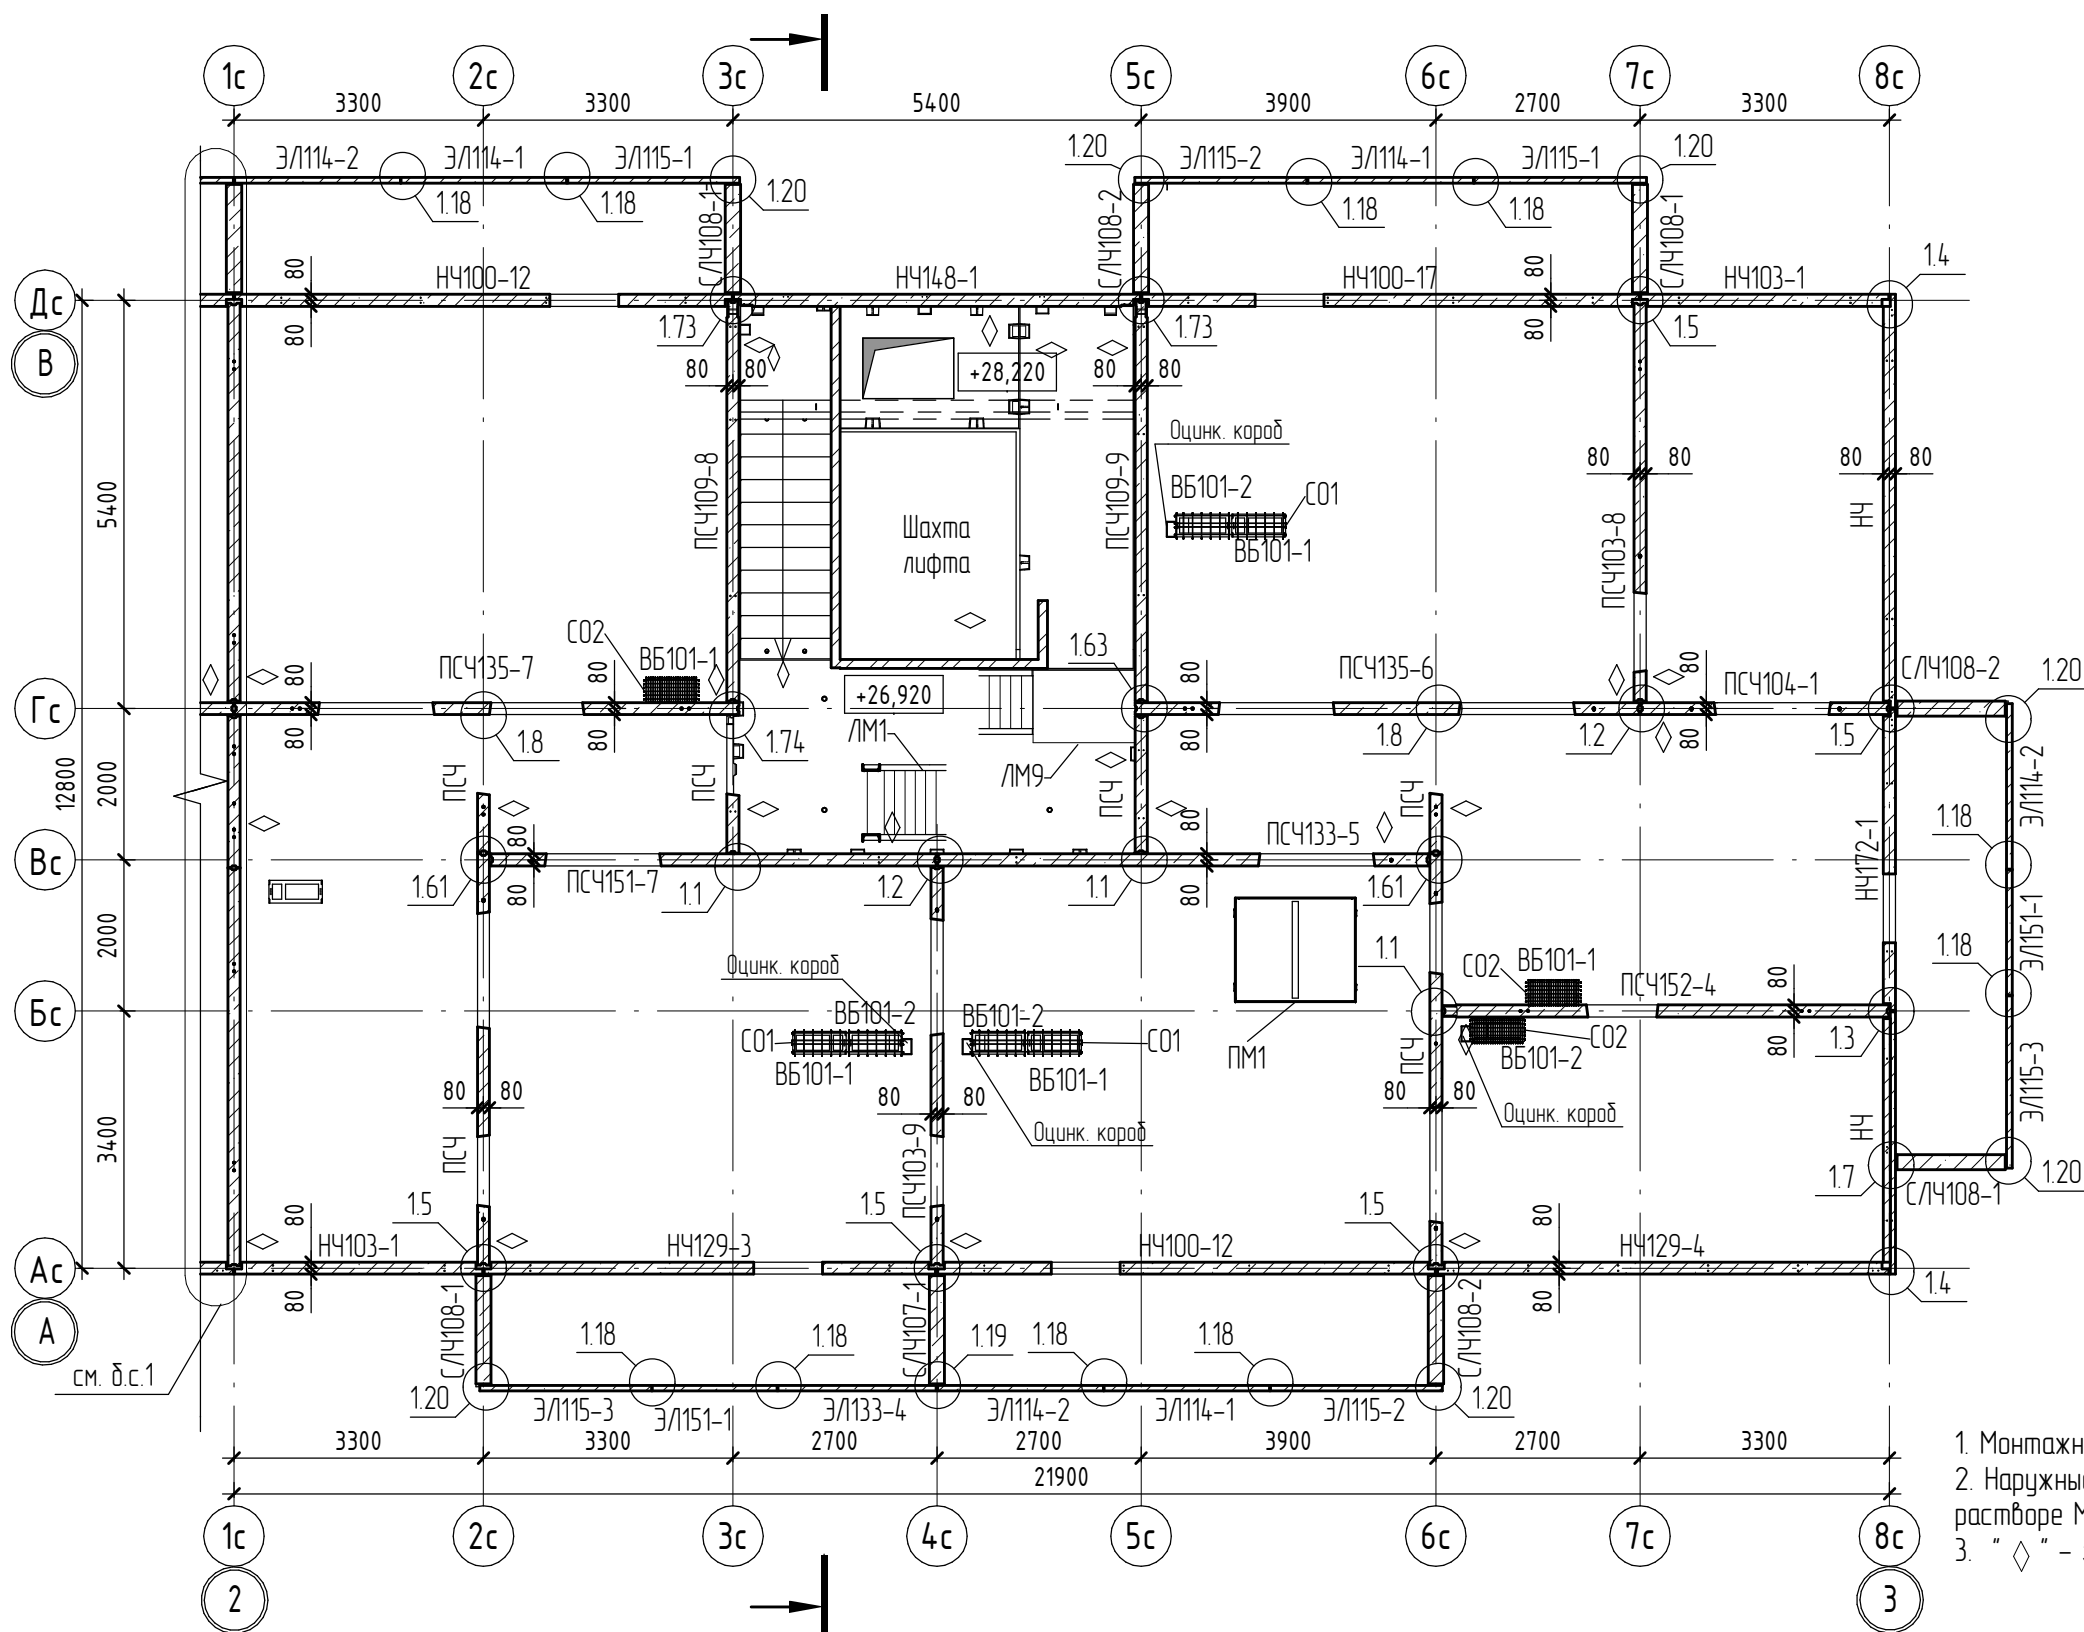 1с 2с 3с 5с 6с 7с 8с
3300 3300 5400 3900 2700 3300
ЭЛ114-2 ЭЛ114-1 ЭЛ115-1 1.20 ЭЛ115-2 ЭЛ114-1 ЭЛ115-1 1.20
1.18 1.18 1.20 1.18 1.18
СЛЧ108-1 СЛЧ108-2 СЛЧ108-1
80 НЧ100-12 НЧ148-1 НЧ100-17 80 НЧ103-1 1.4
Дс
80 1.73 1.73 80 1.5
В
80 80 +28,220 80 80
Оцинк. короб
80 80 80 80
ПСЧ109-8 ПСЧ109-9 ВБ101-2 СО1
5400 НЧ
Шахта
лифта
ВБ101-1
ПСЧ103-8
СО2 ВБ101-1 1.63
80 ПСЧ135-7 80 80 ПСЧ135-6 80 ПСЧ104-1 СЛЧ108-2 1.20
Гс
+26,920
80 1.8 80 1.74 ЛМ1 80 1.8 1.2 80 1.5
12800 2000 ПСЧ ПСЧ ЛМ9 ПСЧ ПСЧ ЭЛ114-2
80 80 ПСЧ133-5 1.18
Вс
1.61 80 ПСЧ151-7 1.1 1.2 1.1 80 1.61 НЧ172-1
2000 ЭЛ151-1
Оцинк. короб 1.1 СО2 ВБ101-1 80 ПСЧ152-4 1.18
Бс
СО1 ВБ101-2 ВБ101-2 СО1 ПМ1 ПСЧ СО2 80 1.3
ВБ101-1 ВБ101-1 ВБ101-2
80 80 80 80 80 80 ЭЛ115-3
Оцинк. короб Оцинк. короб
3400 ПСЧ ПСЧ103-9 НЧ
1.7 1.20
СЛЧ108-1
80 1.5 1.5 1.5 80
НЧ103-1 НЧ129-3 НЧ100-12 НЧ129-4
Ас
80 80 1.4
А
СЛЧ108-1 СЛЧ107-1 СЛЧ108-2
1.18 1.18 1.19 1.18 1.18
см. б.с.1
1.20 1.20
ЭЛ115-3 ЭЛ151-1 ЭЛ133-4 ЭЛ114-2 ЭЛ114-1 ЭЛ115-2
3300 3300 2700 2700 3900 2700 3300
21900
1с 2с 3с 4с 5с 6с 7с 8с
2 3
1. Монтажн
2. Наружны
растворе М
3. " ◊ " -